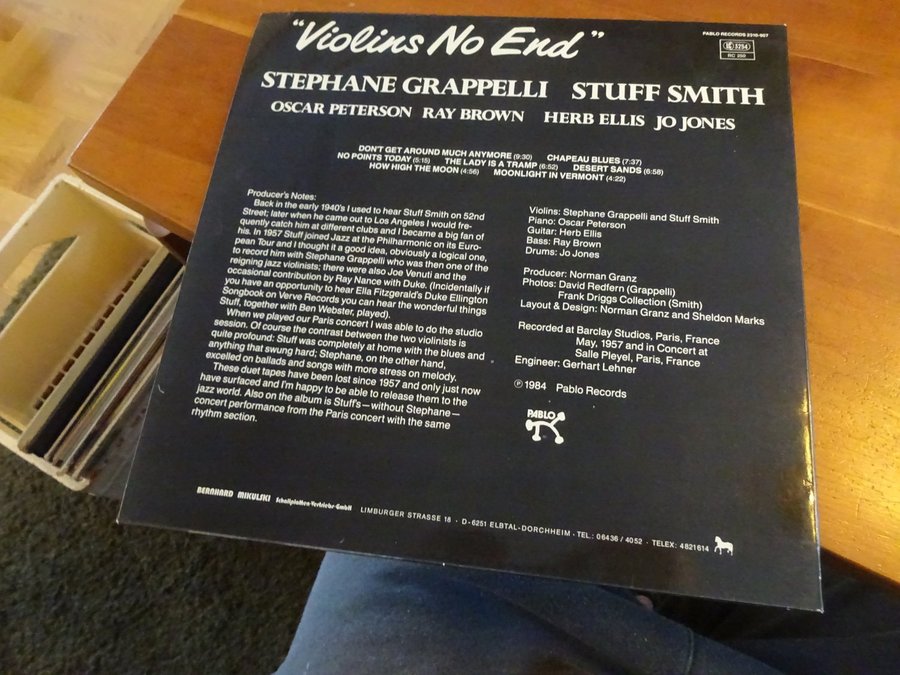 "Violins No End"
PABLO RECORDS 2310-907
STEPHANE GRAPPELLI STUFF SMITH
OSCAR PETERSON RAY BROWN HERB ELLIS JO JONES
DON'T GET AROUND MUCH ANYMORE (9:30) CHAPEAU BLUES (7:37)
NO POINTS TODAY (5:15) THE LADY IS A TRAMP (6:52) DESERT SANDS (6:58)
HOW HIGH THE MOON (4:56) MOONLIGHT IN VERMONT (4:22)
Producer's Notes:
Back in the early 1940's I used to hear Stuff Smith on 52nd
Street; later when he came out to Los Angeles I would fre-
quently catch him at different clubs and I became a big fan of
his. In 1957 Stuff joined Jazz at the Philharmonic on its Euro-
pean Tour and I thought it a good idea, obviously a logical one,
to record him with Stephane Grappelli who was then one of the
reigning jazz violinists; there were also Joe Venuti and the
occasional contribution by Ray Nance with Duke. (Incidentally if
you have an opportunity to hear Ella Fitzgerald's Duke Ellington
Songbook on Verve Records you can hear the wonderful things
Stuff, together with Ben Webster, played).
When we played our Paris concert I was able to do the studio
session. Of course the contrast between the two violinists is
quite profound: Stuff was completely at home with the blues and
anything that swung hard; Stephane, on the other hand,
excelled on ballads and songs with more stress on melody.
These duet tapes have been lost since 1957 and only just now
have surfaced and I'm happy to be able to release them to the
jazz world. Also on the album is Stuff's—without Stephane—
concert performance from the Paris concert with the same
rhythm section.
Violins: Stephane Grappelli and Stuff Smith
Piano: Oscar Peterson
Guitar: Herb Ellis
Bass: Ray Brown
Drums: Jo Jones
Producer: Norman Granz
Photos: David Redfern (Grappelli)
Frank Driggs Collection (Smith)
Layout & Design: Norman Granz and Sheldon Marks
Recorded at Barclay Studios, Paris, France
May, 1957 and in Concert at
Salle Pleyel, Paris, France
Engineer: Gerhart Lehner
℗ 1984 Pablo Records
PABLO
BERNHARD MIKULSKI Schallplatten-Vertriebs-GmbH LIMBURGER STRASSE 18 · D-6251 ELBTAL-DORCHHEIM · TEL.: 06436 / 4052 · TELEX: 4821614